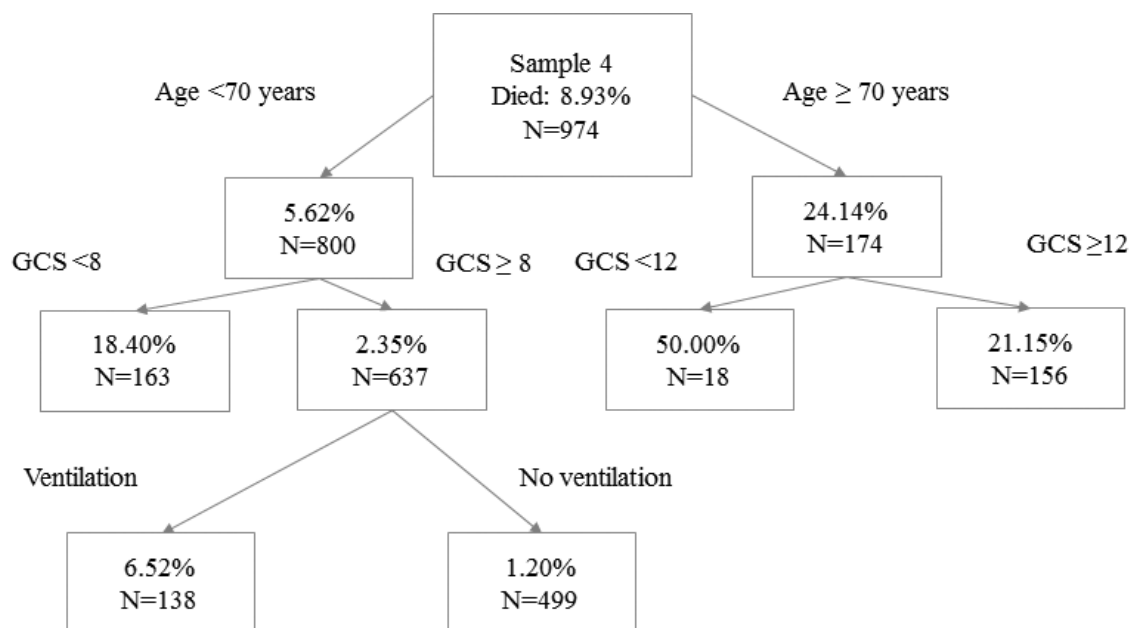 Sample 4
Died: 8.93%
N=974
Age <70 years
Age ≥ 70 years
5.62%
N=800
24.14%
N=174
GCS <8
GCS ≥ 8
GCS <12
GCS ≥12
18.40%
N=163
2.35%
N=637
50.00%
N=18
21.15%
N=156
Ventilation
No ventilation
6.52%
N=138
1.20%
N=499